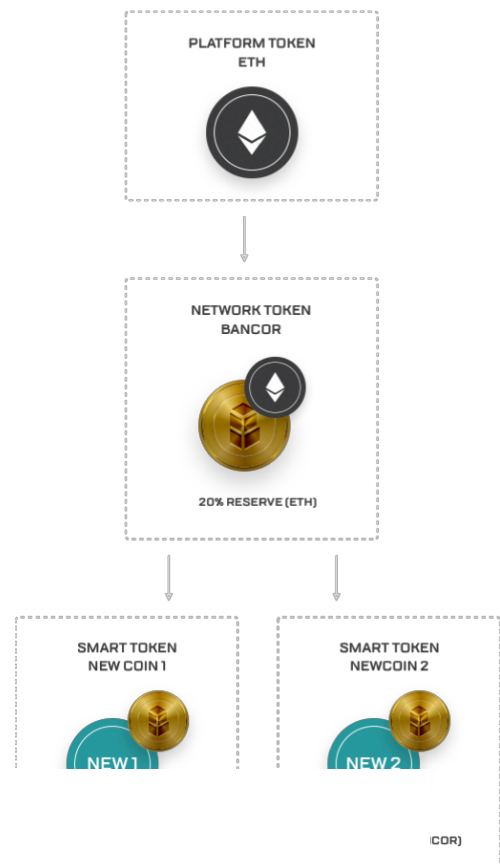 PLATFORM TOKEN
ETH
NETWORK TOKEN
BANCOR
20% RESERVE (ETH)
SMART TOKEN
NEW COIN 1
SMART TOKEN
NEWCOIN 2
NEW 1
NEW 2
COR)